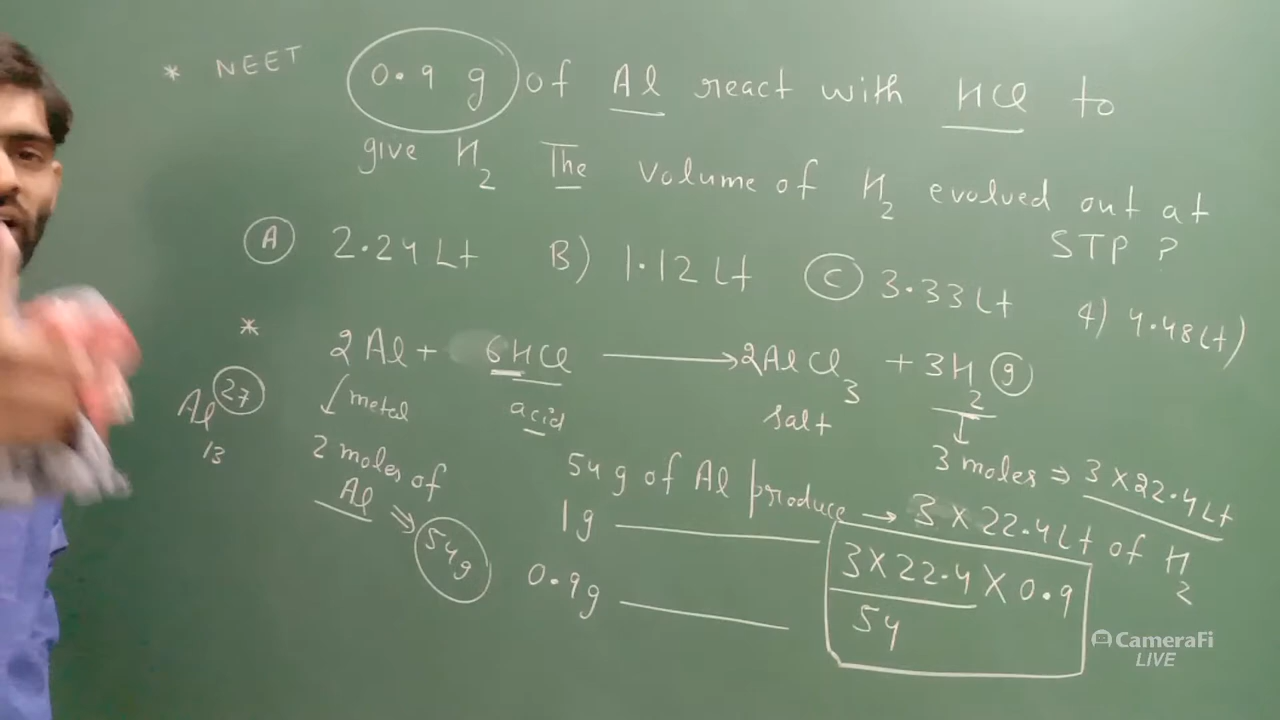 * NEET 0.9 g of Al react with HCl to
give H2 The volume of H2 evolved out at
STP ?
A 2.24 Lt B) 1.12 Lt C 3.33 Lt 4) 4.48 Lt)
* 2Al + 6HCl → 2AlCl3 + 3H2 g
Al 27 13
metal acid salt
2 moles of Al ⇒ 54g
3 moles ⇒ 3 X 22.4 Lt
54 g of Al produce → 3 X 22.4 Lt of H2
1g
0.9g
3 X 22.4 X 0.9
54
CameraFi
LIVE